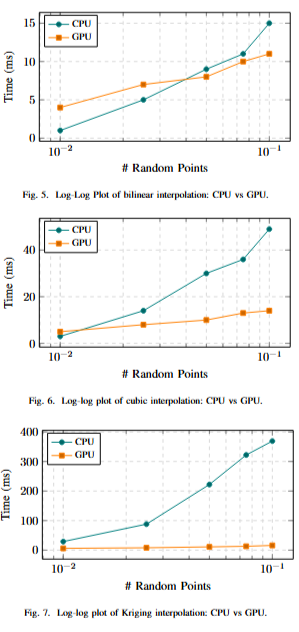 15
10
5
0
Time (ms)
CPU
GPU
10⁻²
10⁻¹
# Random Points
Fig. 5. Log-Log Plot of bilinear interpolation: CPU vs GPU.
40
20
0
Time (ms)
CPU
GPU
10⁻²
10⁻¹
# Random Points
Fig. 6. Log-log plot of cubic interpolation: CPU vs GPU.
400
300
200
100
0
Time (ms)
CPU
GPU
10⁻²
10⁻¹
# Random Points
Fig. 7. Log-log plot of Kriging interpolation: CPU vs GPU.